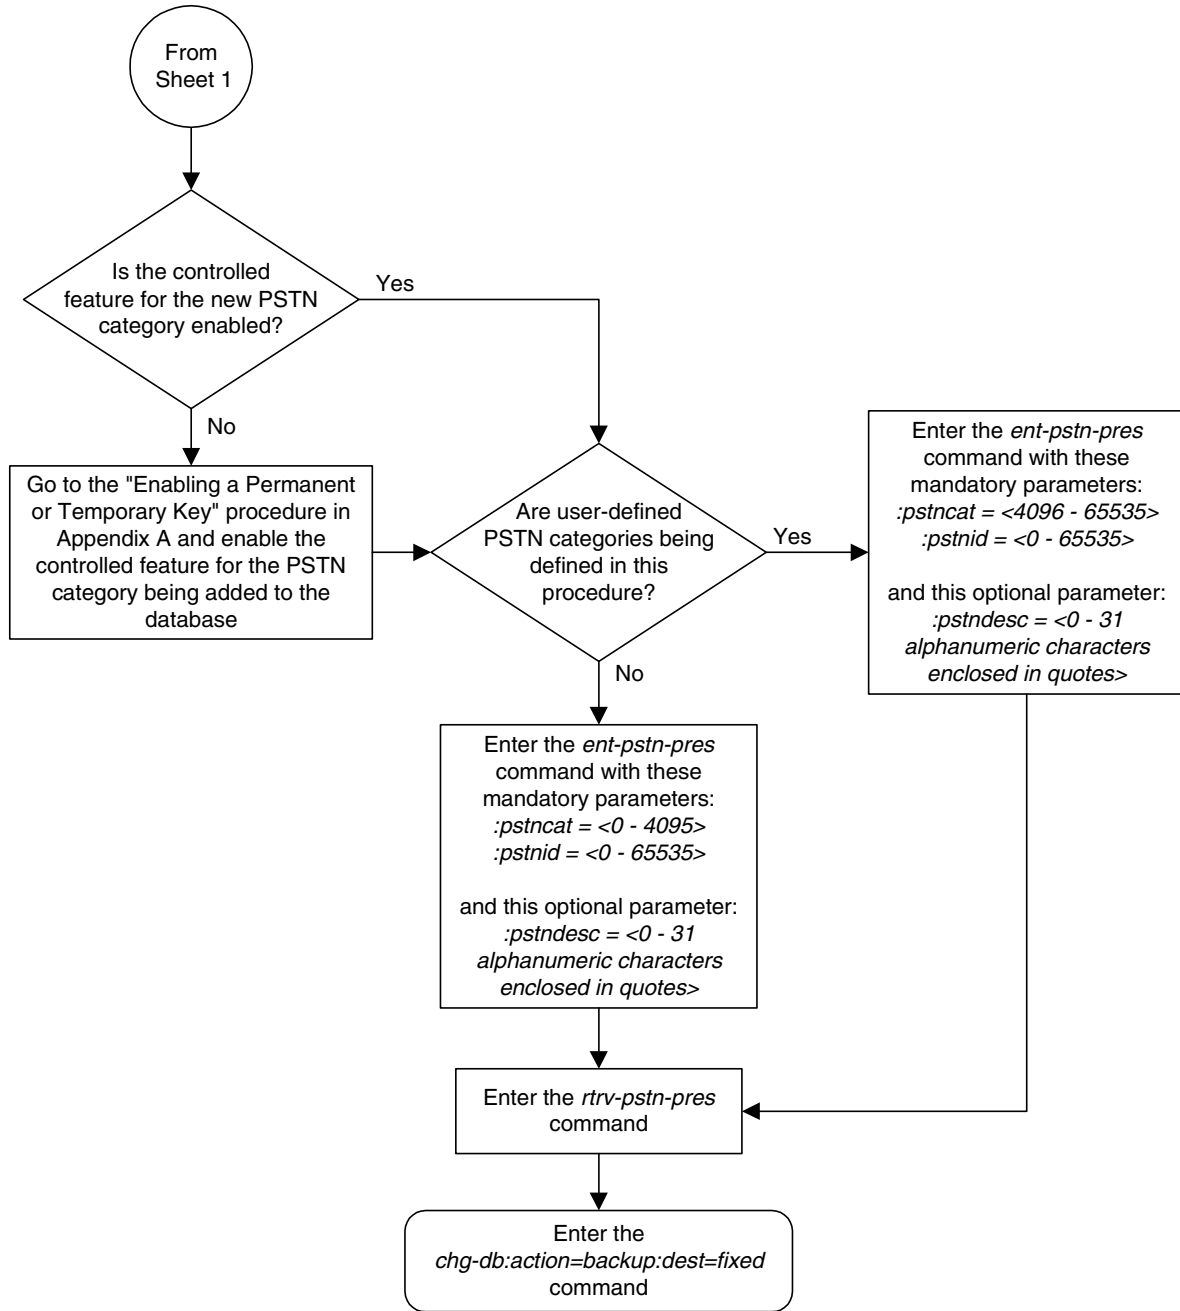 From
Sheet 1
Is the controlled
feature for the new PSTN
category enabled?
Yes
No
Go to the "Enabling a Permanent
or Temporary Key" procedure in
Appendix A and enable the
controlled feature for the PSTN
category being added to the
database
Are user-defined
PSTN categories being
defined in this
procedure?
Yes
No
Enter the ent-pstn-pres
command with these
mandatory parameters:
:pstncat = <4096 - 65535>
:pstnid = <0 - 65535>
and this optional parameter:
:pstndesc = <0 - 31
alphanumeric characters
enclosed in quotes>
Enter the ent-pstn-pres
command with these
mandatory parameters:
:pstncat = <0 - 4095>
:pstnid = <0 - 65535>
and this optional parameter:
:pstndesc = <0 - 31
alphanumeric characters
enclosed in quotes>
Enter the rtrv-pstn-pres
command
Enter the
chg-db:action=backup:dest=fixed
command